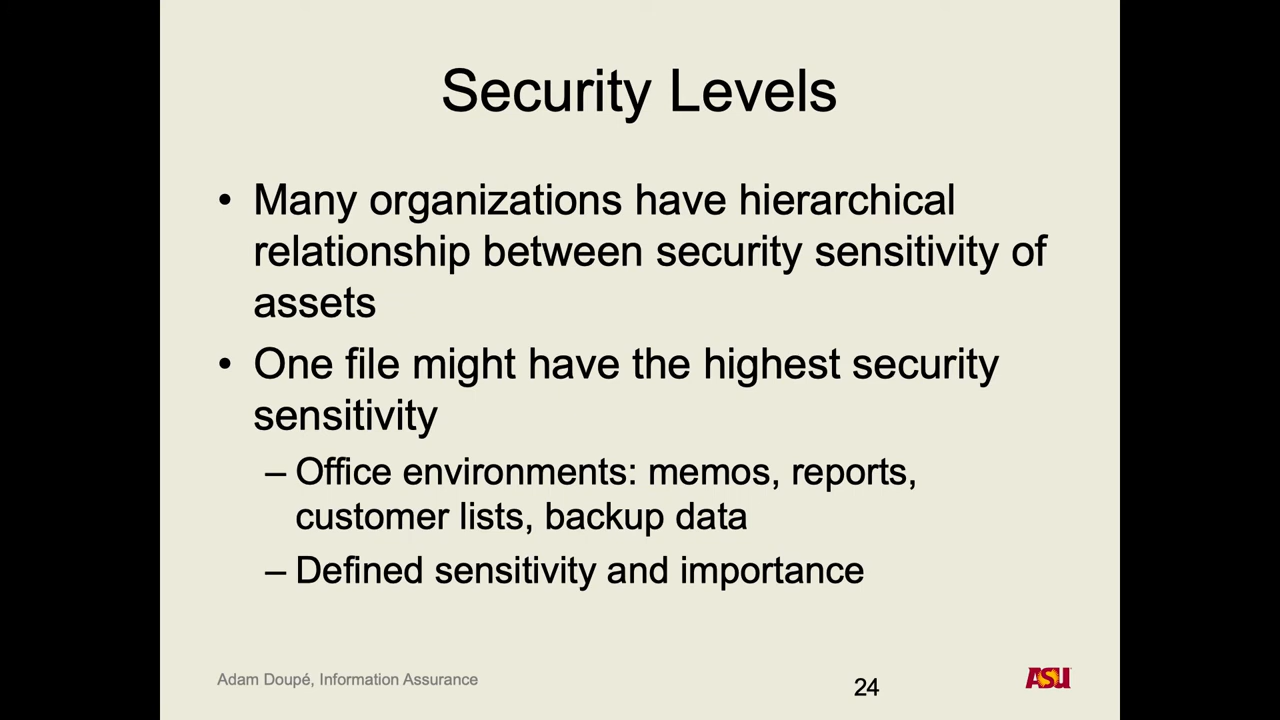 Security Levels
• Many organizations have hierarchical
relationship between security sensitivity of
assets
• One file might have the highest security
sensitivity
– Office environments: memos, reports,
customer lists, backup data
– Defined sensitivity and importance
Adam Doupé, Information Assurance
24
ASU